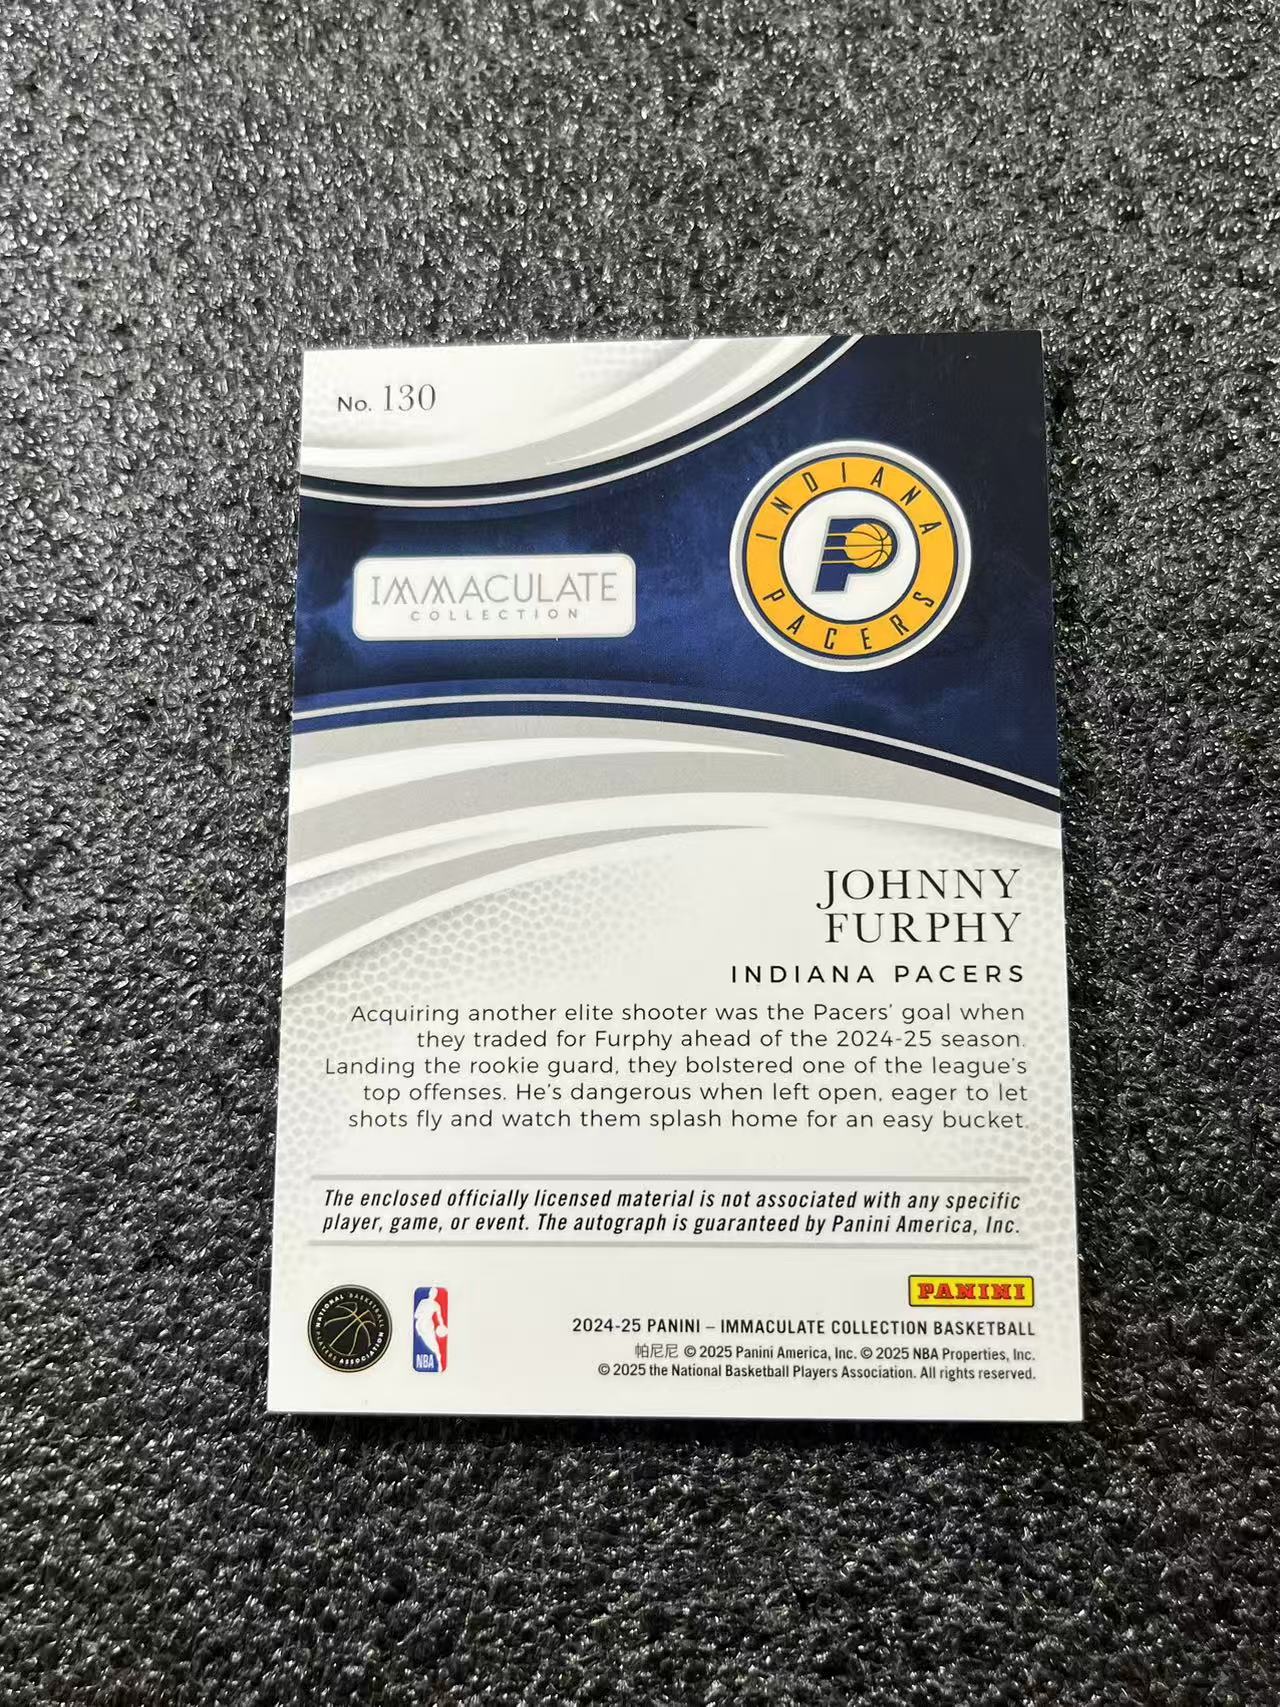 No. 130
INDIANA PACERS
P
IMMACULATE
COLLECTION
JOHNNY
FURPHY
INDIANA PACERS
Acquiring another elite shooter was the Pacers' goal when
they traded for Furphy ahead of the 2024-25 season.
Landing the rookie guard, they bolstered one of the league's
top offenses. He's dangerous when left open, eager to let
shots fly and watch them splash home for an easy bucket.
The enclosed officially licensed material is not associated with any specific
player, game, or event. The autograph is guaranteed by Panini America, Inc.
NATIONAL BASKETBALL
PLAYERS ASSOCIATION
NBA
PANINI
2024-25 PANINI – IMMACULATE COLLECTION BASKETBALL
帕尼尼 © 2025 Panini America, Inc. © 2025 NBA Properties, Inc.
© 2025 the National Basketball Players Association. All rights reserved.